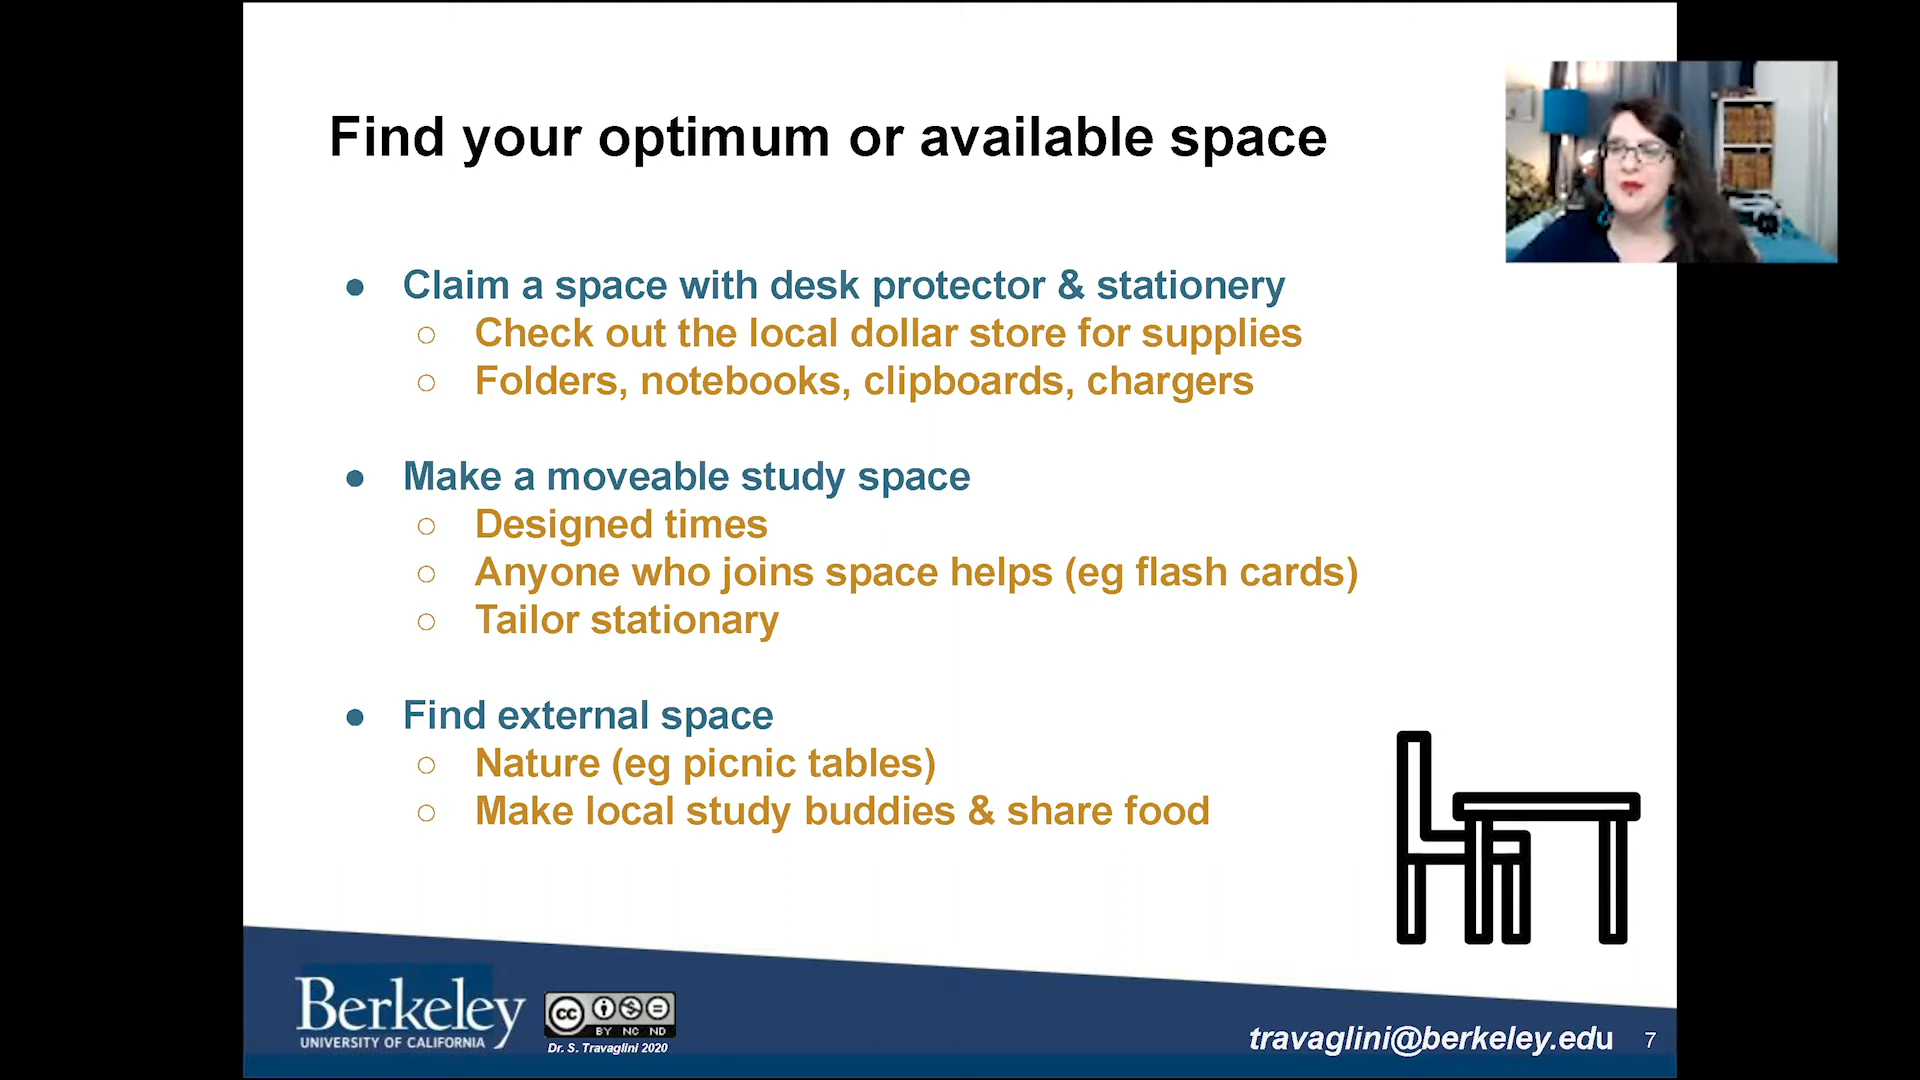 Find your optimum or available space
● Claim a space with desk protector & stationery
○ Check out the local dollar store for supplies
○ Folders, notebooks, clipboards, chargers
● Make a moveable study space
○ Designed times
○ Anyone who joins space helps (eg flash cards)
○ Tailor stationary
● Find external space
○ Nature (eg picnic tables)
○ Make local study buddies & share food
Berkeley
UNIVERSITY OF CALIFORNIA
cc
BY NC ND
Dr. S. Travaglini 2020
travaglini@berkeley.edu 7